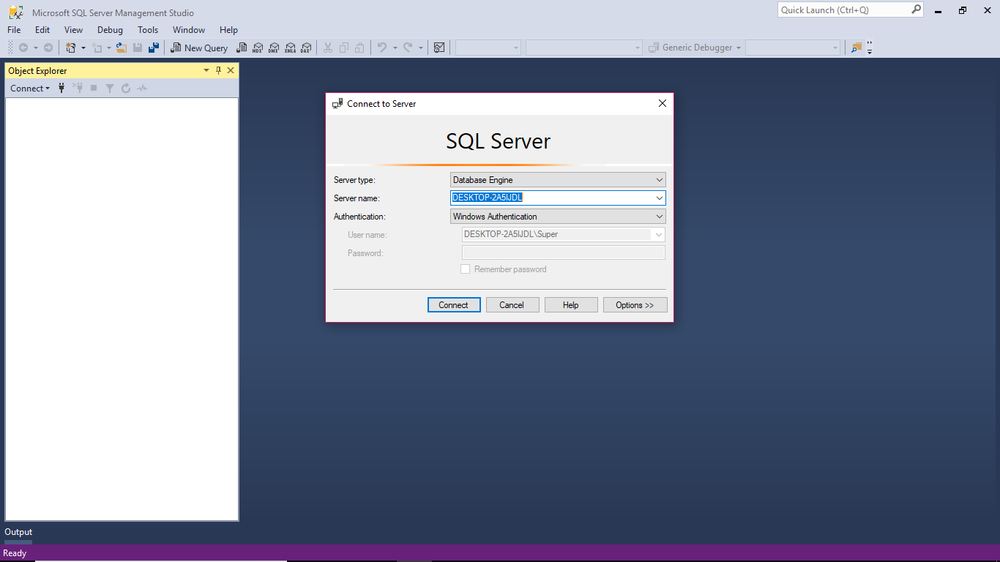 Microsoft SQL Server Management Studio
Quick Launch (Ctrl+Q)
File Edit View Debug Tools Window Help
New Query MDX DMX XMLA DAX Generic Debugger
Object Explorer
Connect
Connect to Server
SQL Server
Server type: Database Engine
Server name: DESKTOP-2A5IJDL
Authentication: Windows Authentication
User name: DESKTOP-2A5IJDL\Super
Password:
Remember password
Connect Cancel Help Options >>
Output
Ready